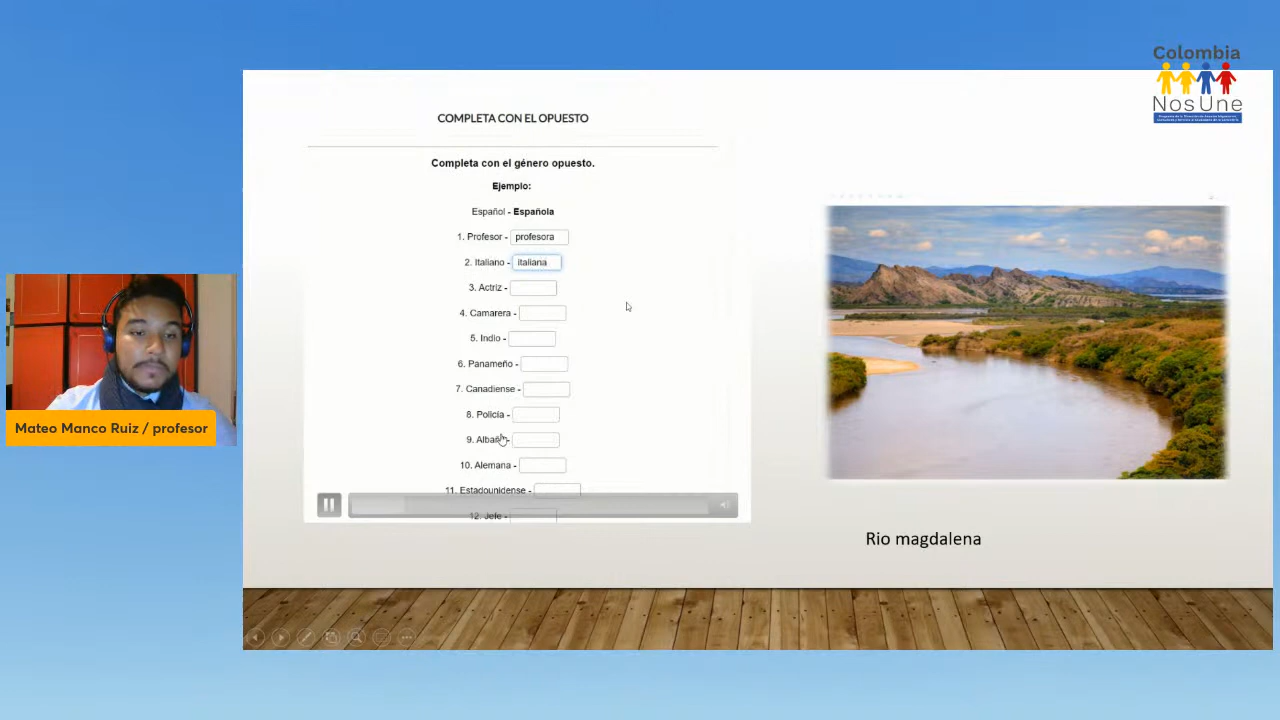 Colombia
NosUne
COMPLETA CON EL OPUESTO
Completa con el género opuesto.
Ejemplo:
Español - Española
1. Profesor - profesora
2. Italiano - italiana
3. Actriz -
4. Camarera -
5. Indio -
6. Panameño -
7. Canadiense -
8. Policía -
9.
10. Alemana -
11. Estadounidense -
12. Jefe -
Mateo Manco Ruiz / profesor
Rio magdalena